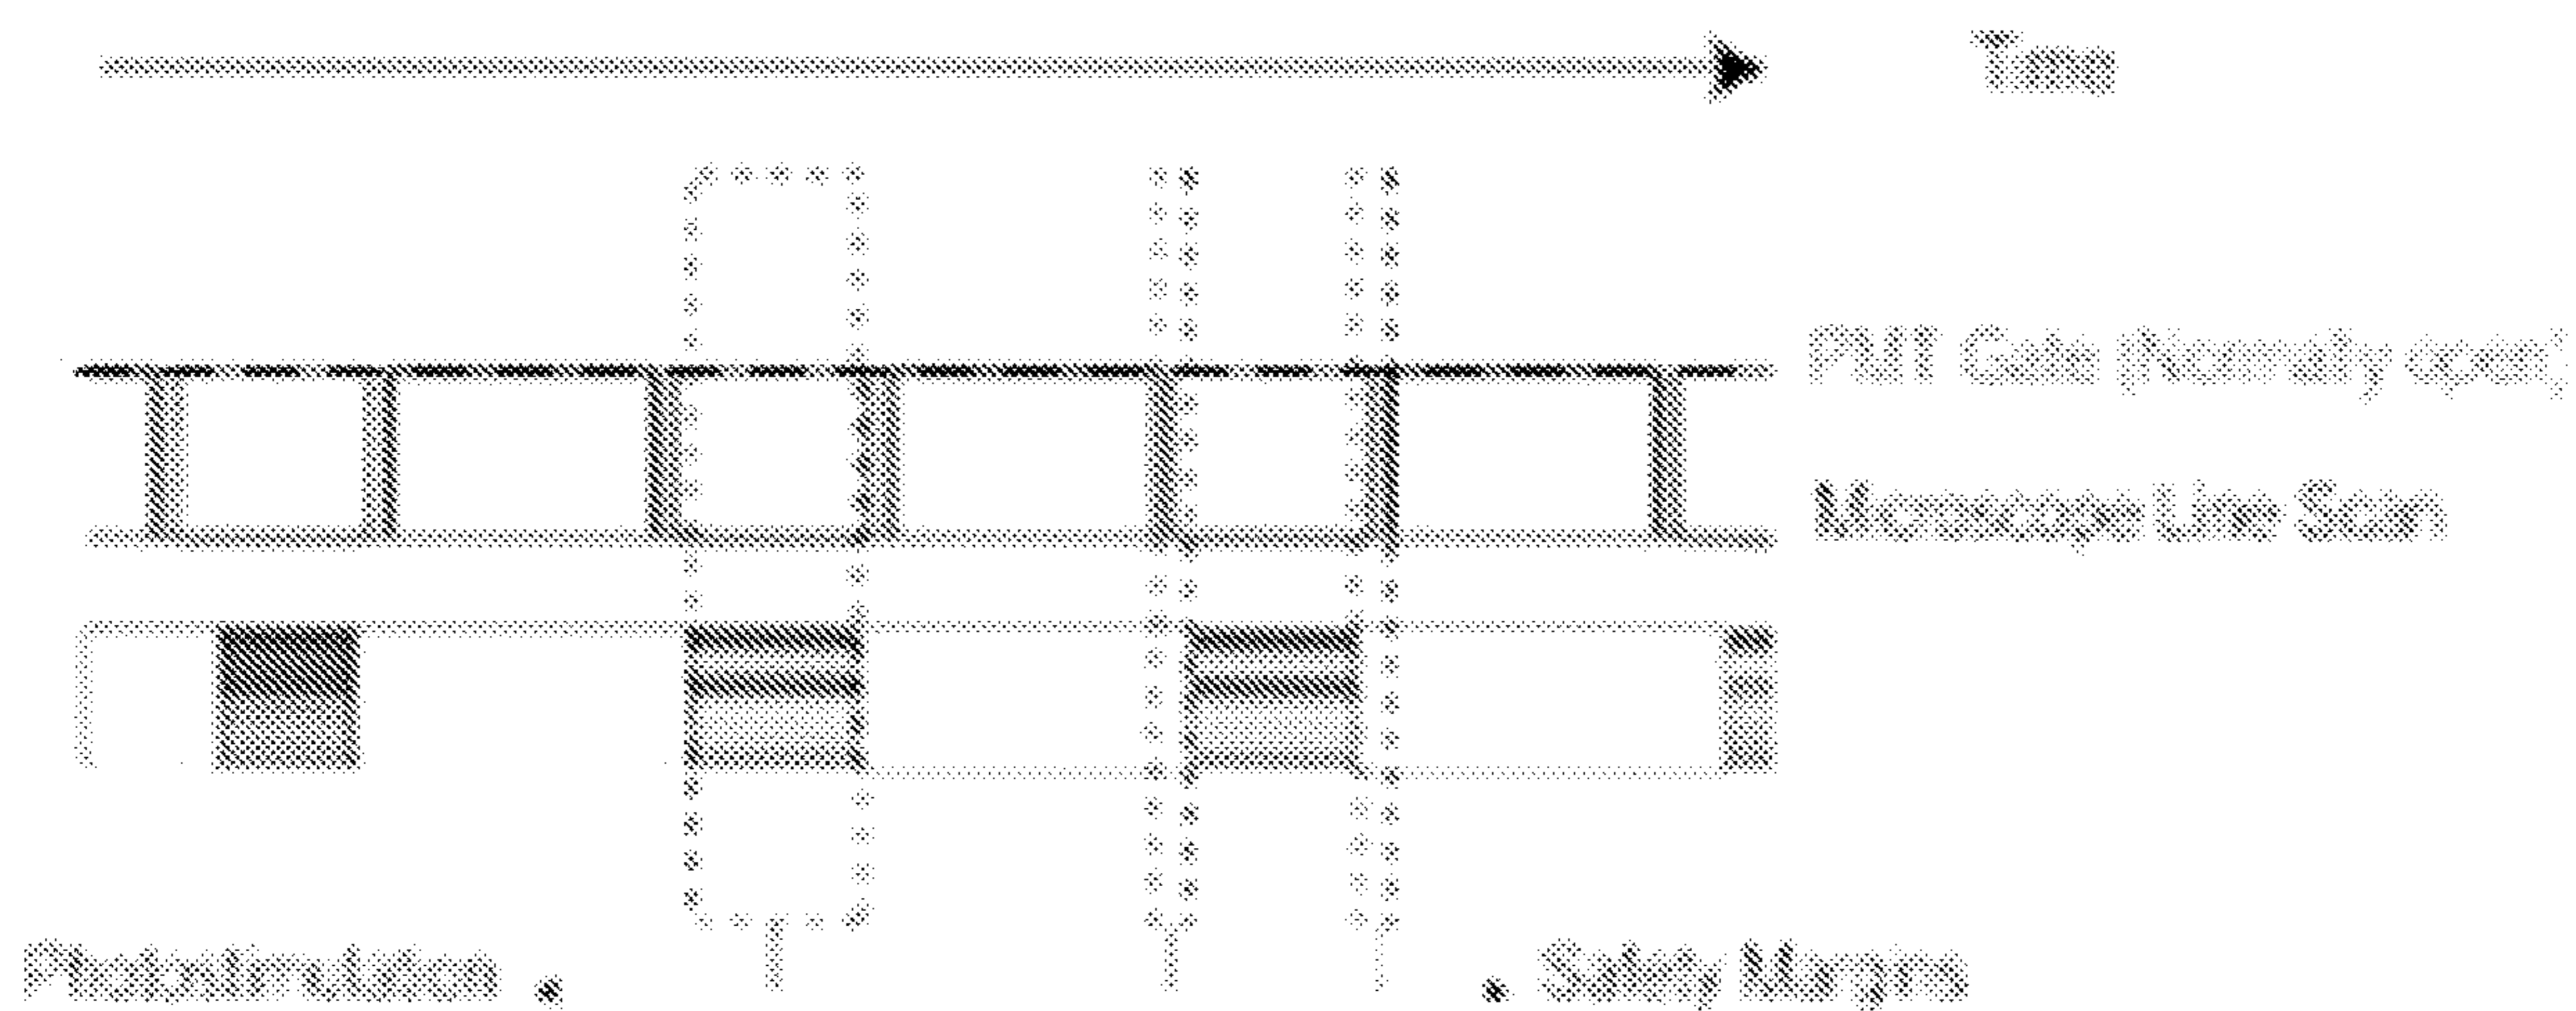 Time
PMT Gate (Normally open)
Microscope Line Scan
Photostimulation
Safety Margins